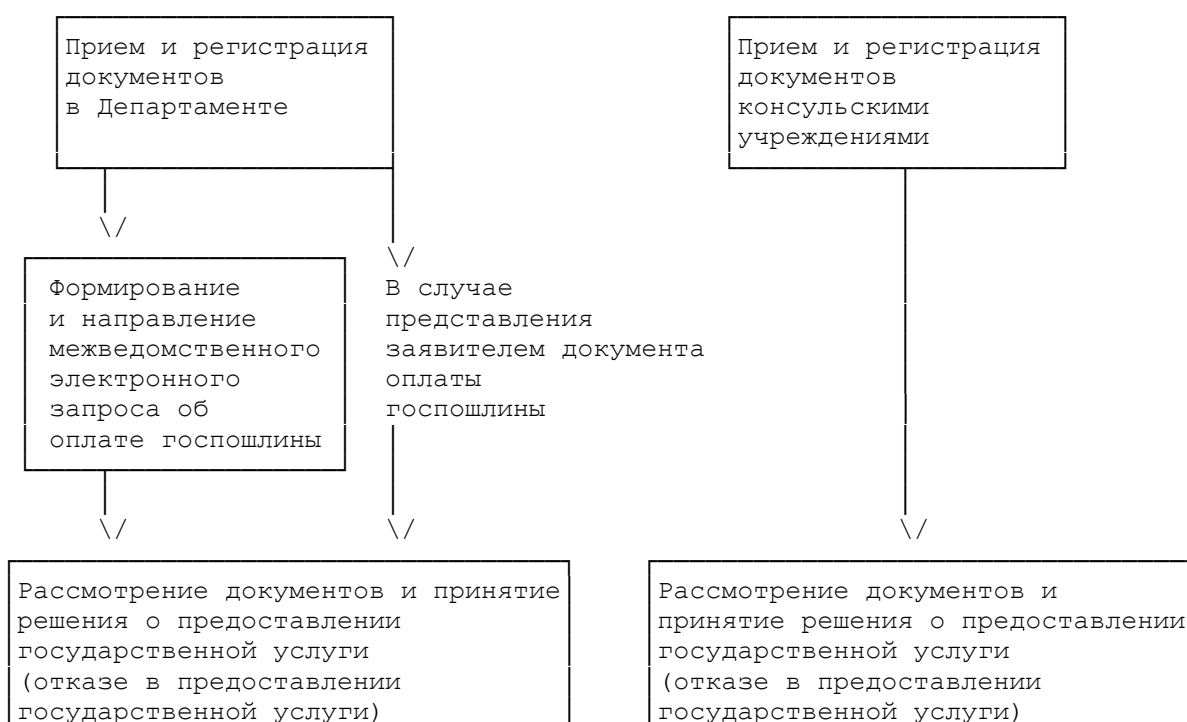 Прием и регистрация
документов
в Департаменте
Прием и регистрация
документов
консульскими
учреждениями
Формирование
и направление
межведомственного
электронного
запроса об
оплате госпошлины
В случае
представления
заявителем документа
оплаты
госпошлины
Рассмотрение документов и принятие
решения о предоставлении
государственной услуги
(отказе в предоставлении
государственной услуги)
Рассмотрение документов и
принятие решения о предоставлении
государственной услуги
(отказе в предоставлении
государственной услуги)